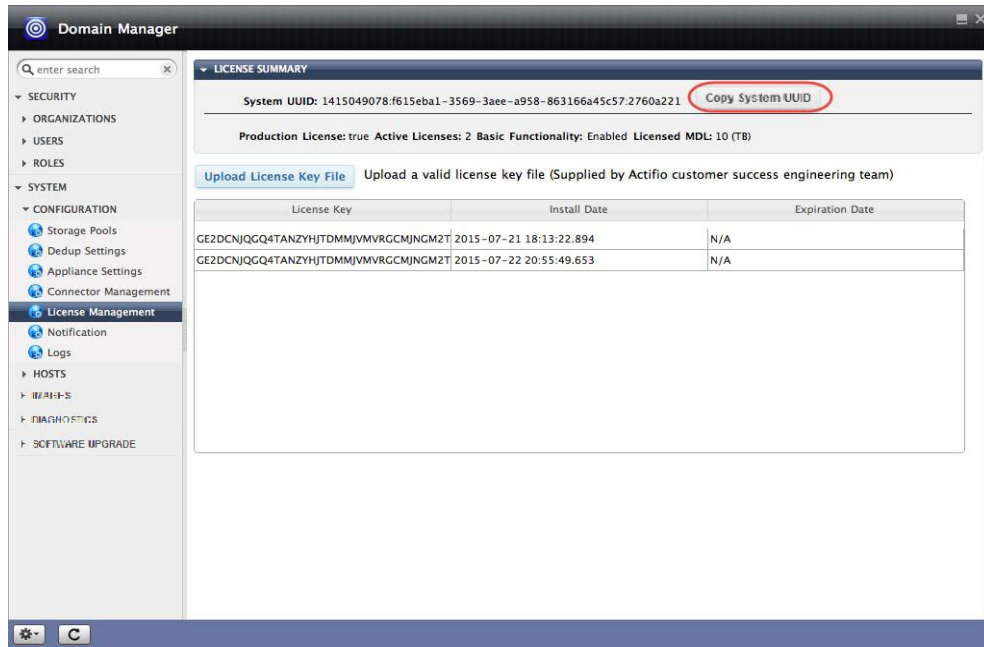 Domain Manager
enter search
SECURITY
ORGANIZATIONS
USERS
ROLES
SYSTEM
CONFIGURATION
Storage Pools
Dedup Settings
Appliance Settings
Connector Management
License Management
Notification
Logs
HOSTS
IMAGES
DIAGNOSTICS
SOFTWARE UPGRADE
LICENSE SUMMARY
System UUID: 1415049078:f615eba1-3569-3aee-a958-863166a45c57:2760a221 Copy System UUID
Production License: true Active Licenses: 2 Basic Functionality: Enabled Licensed MDL: 10 (TB)
Upload License Key File Upload a valid license key file (Supplied by Actifio customer success engineering team)
License Key Install Date Expiration Date
GE2DCNJQGQ4TANZYHJTDMMJVMVRGCMJNGM2T 2015-07-21 18:13:22.894 N/A
GE2DCNJQGQ4TANZYHJTDMMJVMVRGCMJNGM2T 2015-07-22 20:55:49.653 N/A